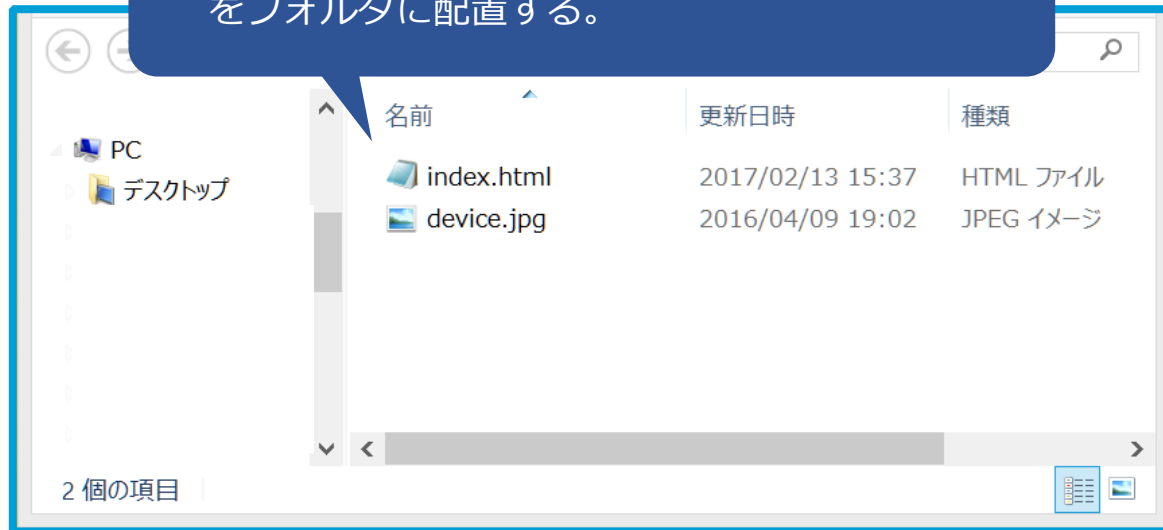 をフォルダに配置する。
名前 更新日時 種類
PC
index.html 2017/02/13 15:37 HTML ファイル
デスクトップ
device.jpg 2016/04/09 19:02 JPEG イメージ
2 個の項目